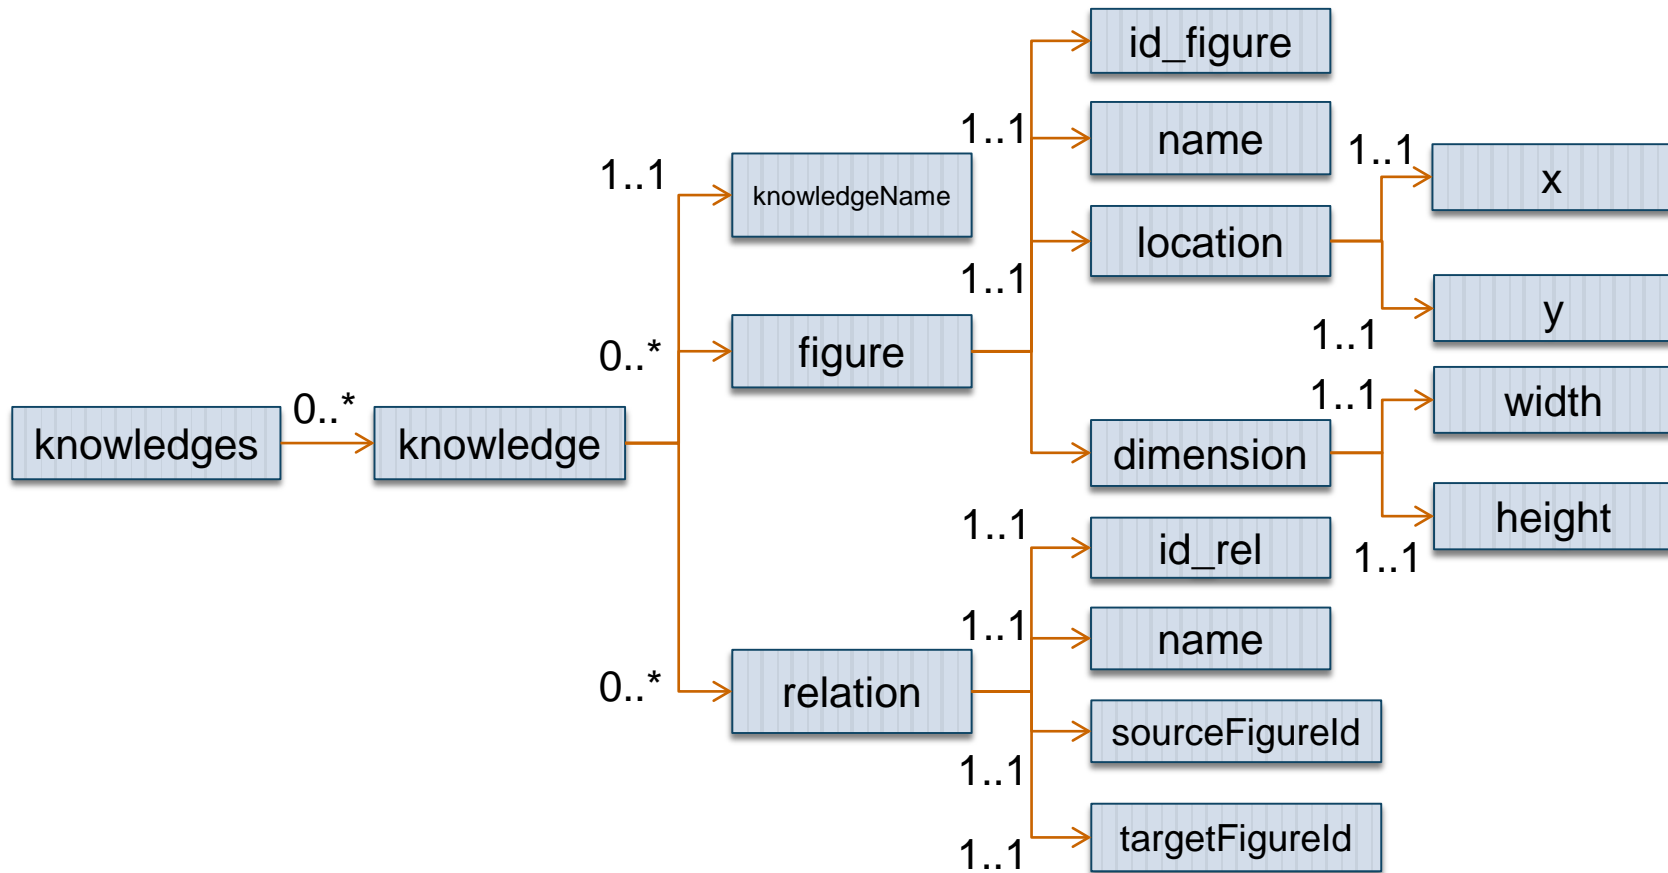 id_figure
1..1
name
1..1
x
1..1
knowledgeName
location
1..1
y
0..*
figure
1..1
1..1
width
0..*
knowledges
knowledge
dimension
height
1..1
id_rel
1..1
1..1
name
0..*
relation
sourceFigureId
1..1
targetFigureId
1..1